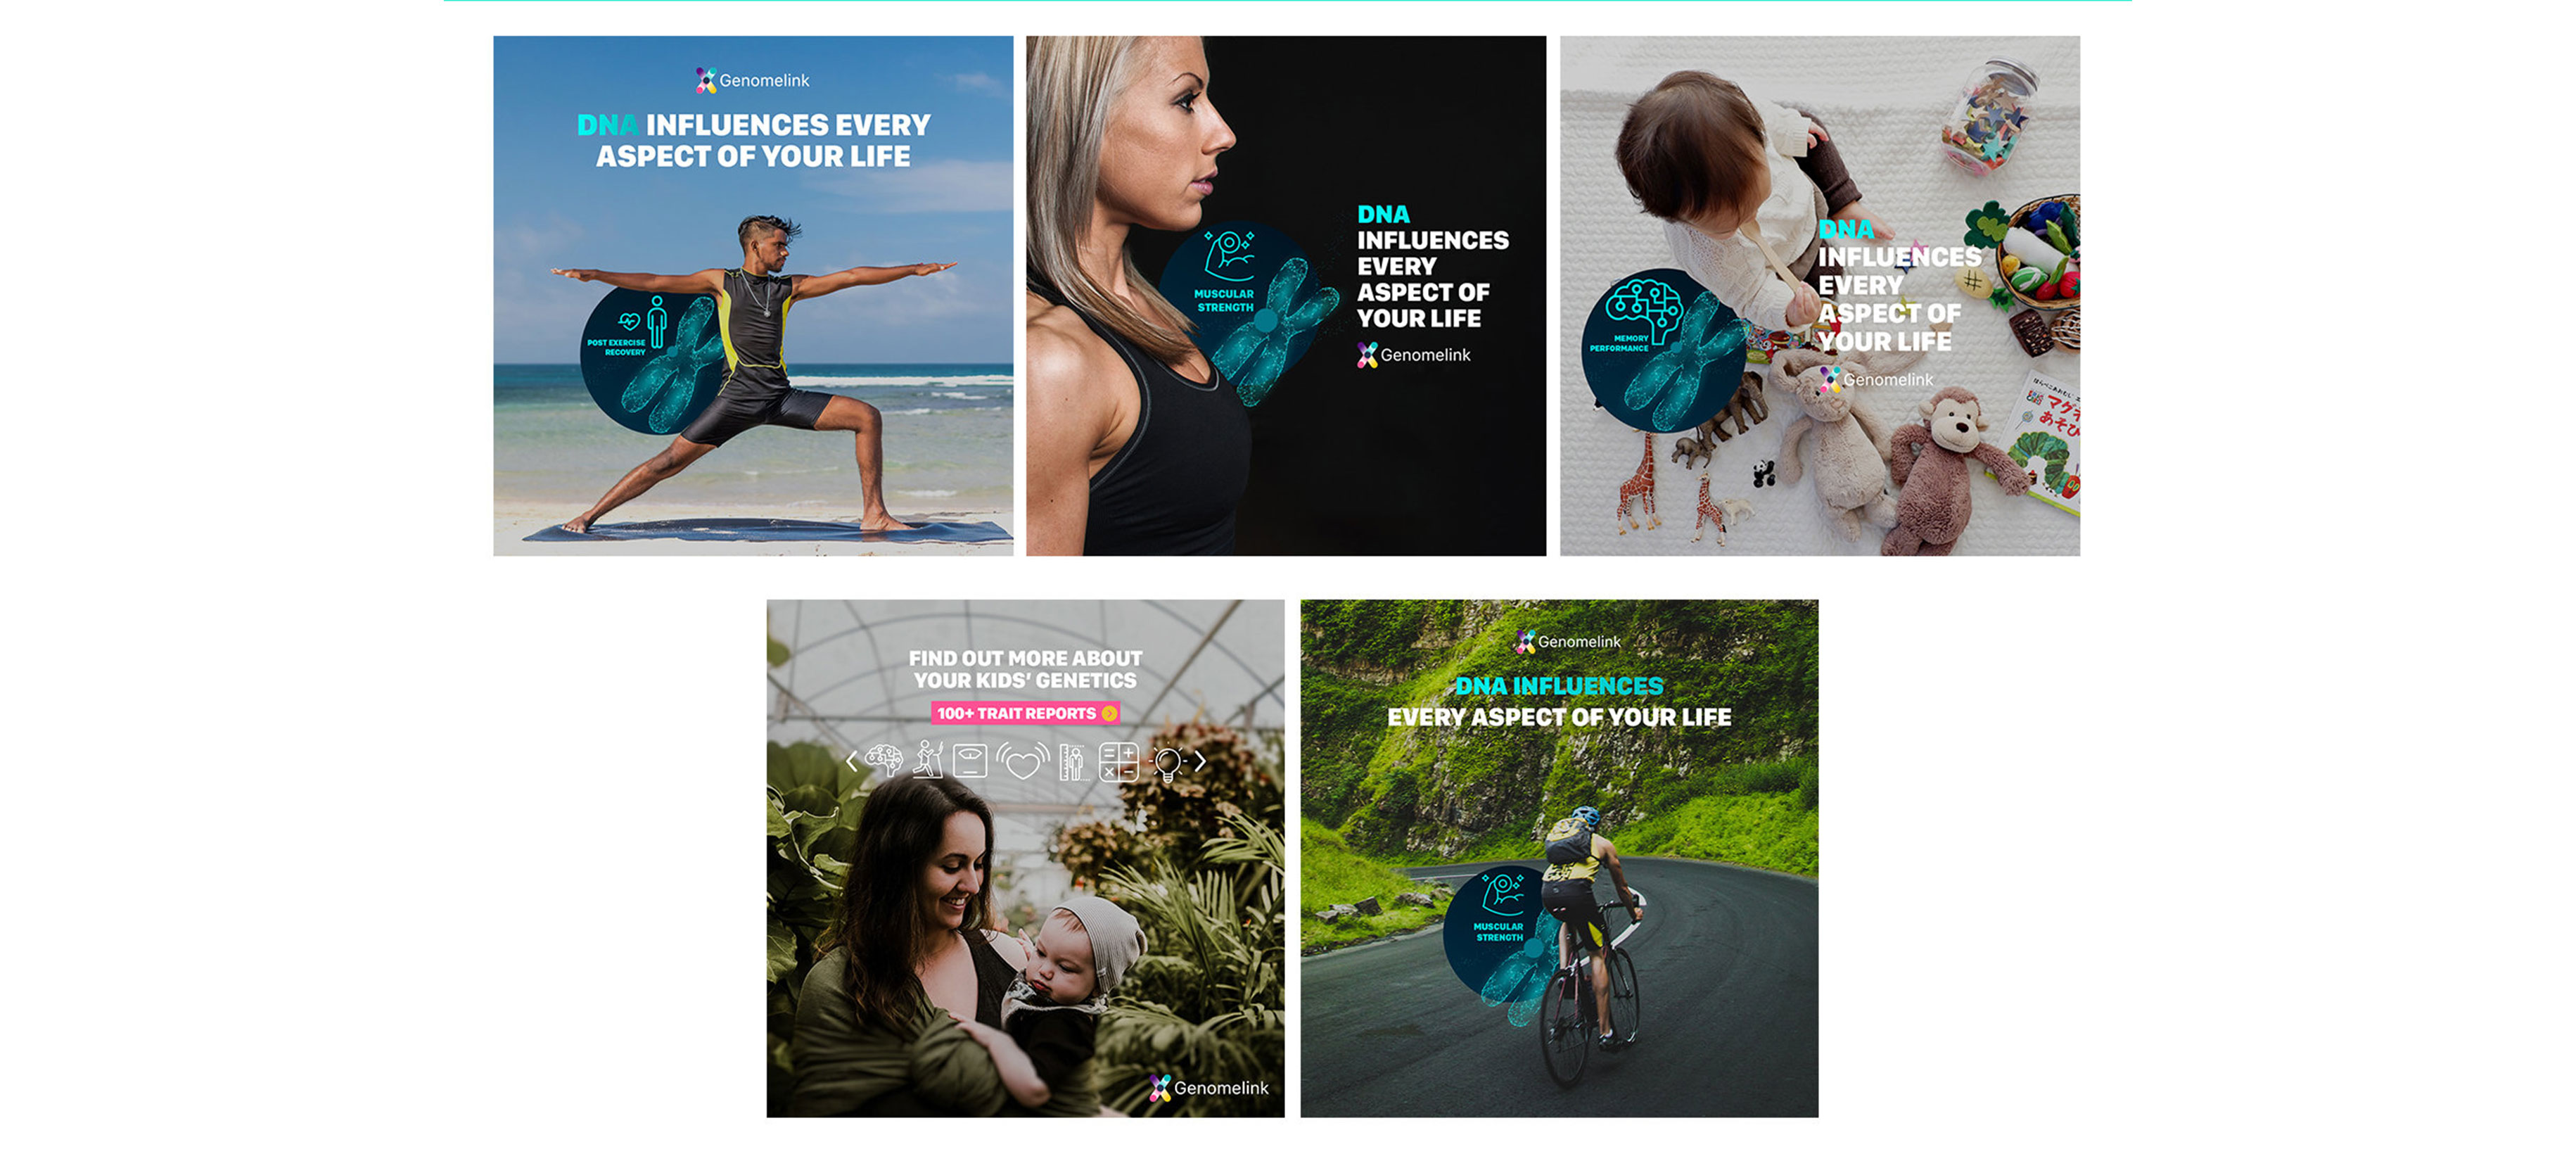 Genomelink
DNA INFLUENCES EVERY
ASPECT OF YOUR LIFE
POST EXERCISE
RECOVERY
MUSCULAR
STRENGTH
DNA
INFLUENCES
EVERY
ASPECT OF
YOUR LIFE
Genomelink
MEMORY
PERFORMANCE
DNA
INFLUENCES
EVERY
ASPECT OF
YOUR LIFE
Genomelink
FIND OUT MORE ABOUT
YOUR KIDS' GENETICS
100+ TRAIT REPORTS
Genomelink
Genomelink
DNA INFLUENCES
EVERY ASPECT OF YOUR LIFE
MUSCULAR
STRENGTH